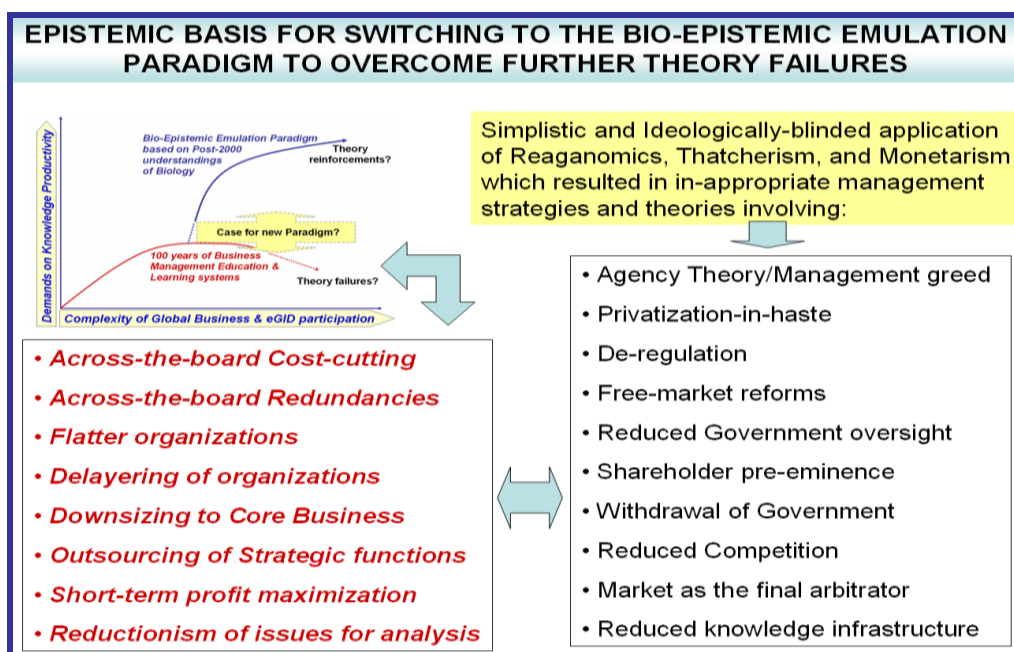 EPISTEMIC BASIS FOR SWITCHING TO THE BIO-EPISTEMIC EMULATION
PARADIGM TO OVERCOME FURTHER THEORY FAILURES
Demands on Knowledge Productivity
Bio-Epistemic Emulation Paradigm
based on Post-2000
understandings
of Biology
Theory
reinforcements?
Case for new Paradigm?
100 years of Business
Management Education &
Learning systems
Theory failures?
Complexity of Global Business & eGID participation
Simplistic and Ideologically-blinded application
of Reaganomics, Thatcherism, and Monetarism
which resulted in in-appropriate management
strategies and theories involving:
• Across-the-board Cost-cutting
• Across-the-board Redundancies
• Flatter organizations
• Delayering of organizations
• Downsizing to Core Business
• Outsourcing of Strategic functions
• Short-term profit maximization
• Reductionism of issues for analysis
• Agency Theory/Management greed
• Privatization-in-haste
• De-regulation
• Free-market reforms
• Reduced Government oversight
• Shareholder pre-eminence
• Withdrawal of Government
• Reduced Competition
• Market as the final arbitrator
• Reduced knowledge infrastructure